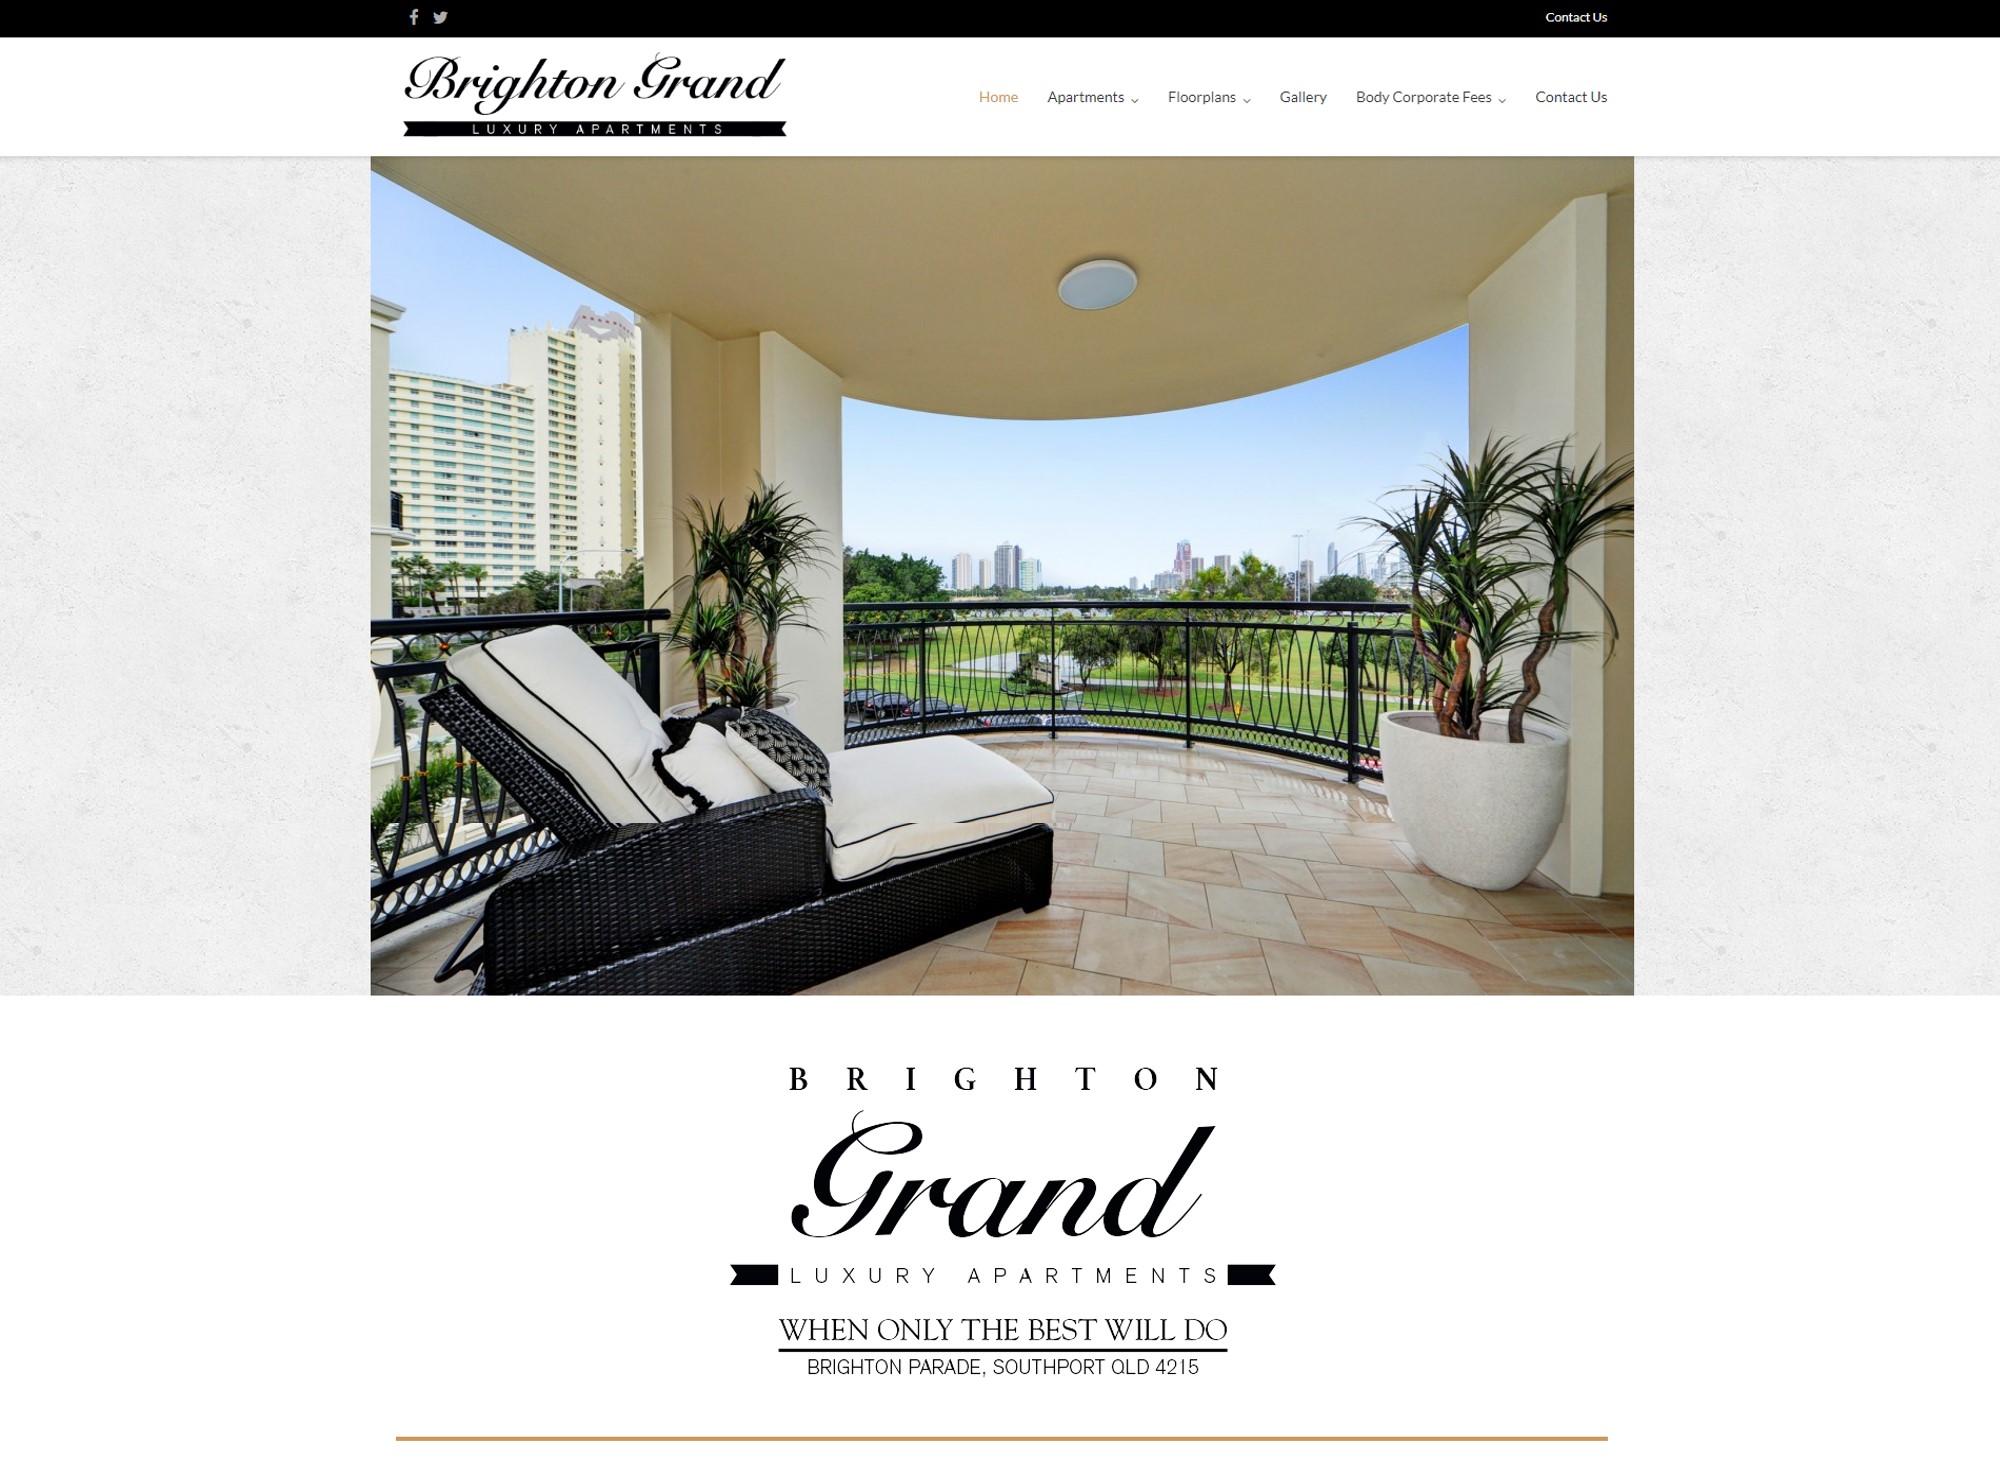 Contact Us
Brighton Grand
LUXURY APARTMENTS
Home Apartments Floorplans Gallery Body Corporate Fees Contact Us
BRIGHTON
Grand
LUXURY APARTMENTS
WHEN ONLY THE BEST WILL DO
BRIGHTON PARADE, SOUTHPORT QLD 4215